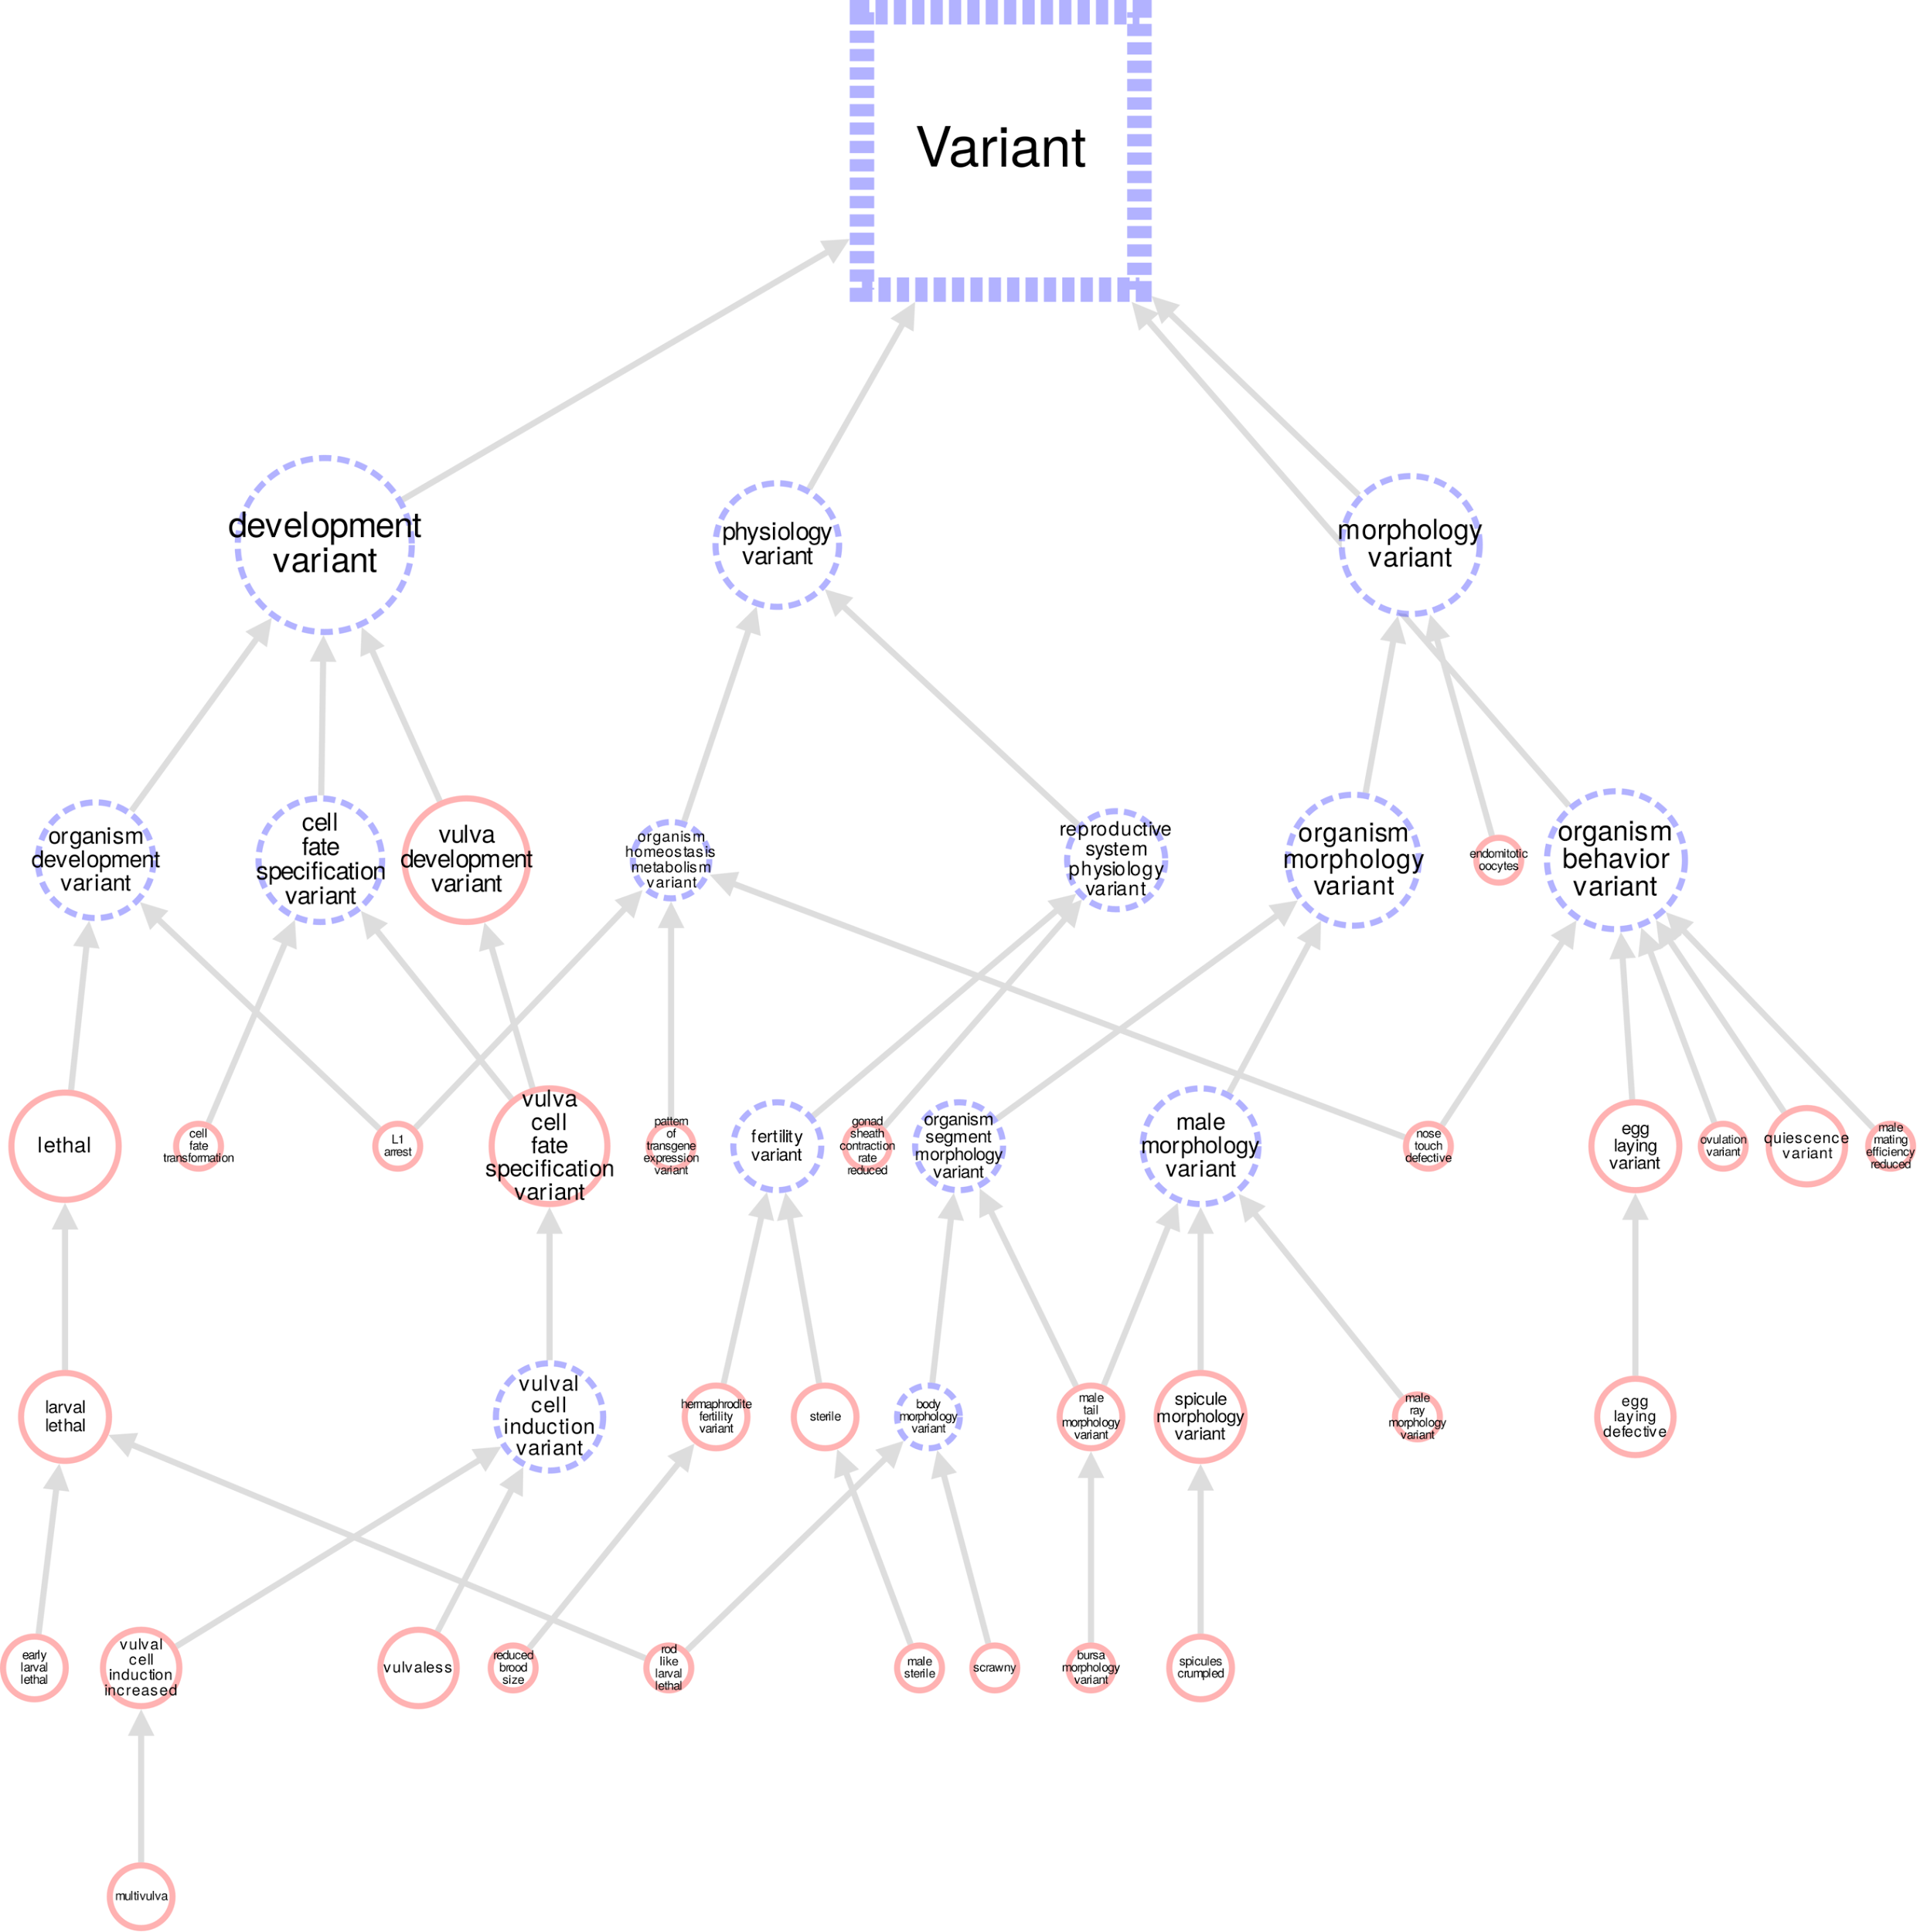 Variant
development
variant
physiology
variant
morphology
variant
organism
development
variant
cell
fate
specification
variant
vulva
development
variant
organism
homeostasis
metabolism
variant
reproductive
system
physiology
variant
organism
morphology
variant
endomitotic
oocytes
organism
behavior
variant
lethal
cell
fate
transformation
L1
arrest
vulva
cell
fate
specification
variant
pattern
of
transgene
expression
variant
fertility
variant
gonad
sheath
contraction
rate
reduced
organism
segment
morphology
variant
male
morphology
variant
nose
touch
defective
egg
laying
variant
ovulation
variant
quiescence
variant
male
mating
efficiency
reduced
larval
lethal
vulval
cell
induction
variant
hermaphrodite
fertility
variant
sterile
body
morphology
variant
male
tail
morphology
variant
spicule
morphology
variant
male
ray
morphology
variant
egg
laying
defective
early
larval
lethal
vulval
cell
induction
increased
vulvaless
reduced
brood
size
rod
like
larval
lethal
male
sterile
scrawny
bursa
morphology
variant
spicules
crumpled
multivulva